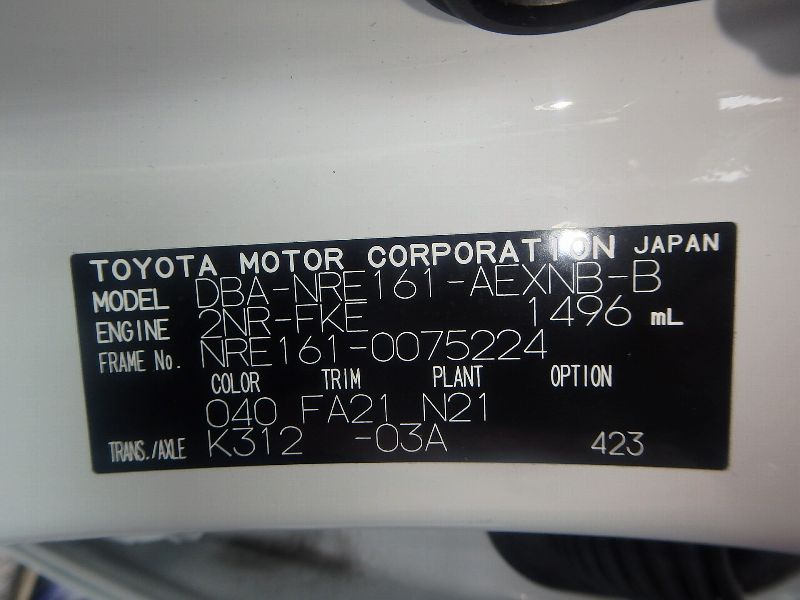 TOYOTA MOTOR CORPORATION JAPAN
MODEL DBA-NRE161-AEXNB-B
ENGINE 2NR-FKE 1496 mL
FRAME No. NRE161-0075224
COLOR TRIM PLANT OPTION
040 FA21 N21
TRANS./AXLE K312 -03A 423